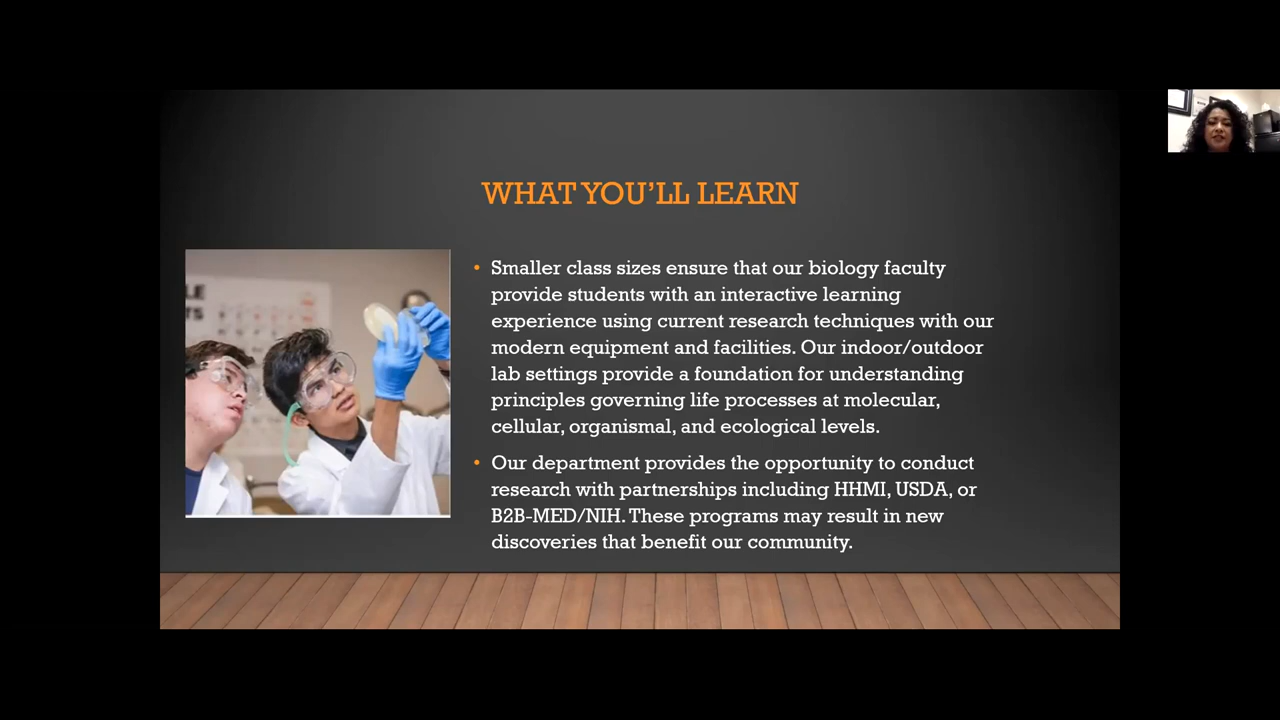 WHAT YOU'LL LEARN
• Smaller class sizes ensure that our biology faculty
provide students with an interactive learning
experience using current research techniques with our
modern equipment and facilities. Our indoor/outdoor
lab settings provide a foundation for understanding
principles governing life processes at molecular,
cellular, organismal, and ecological levels.
• Our department provides the opportunity to conduct
research with partnerships including HHMI, USDA, or
B2B-MED/NIH. These programs may result in new
discoveries that benefit our community.